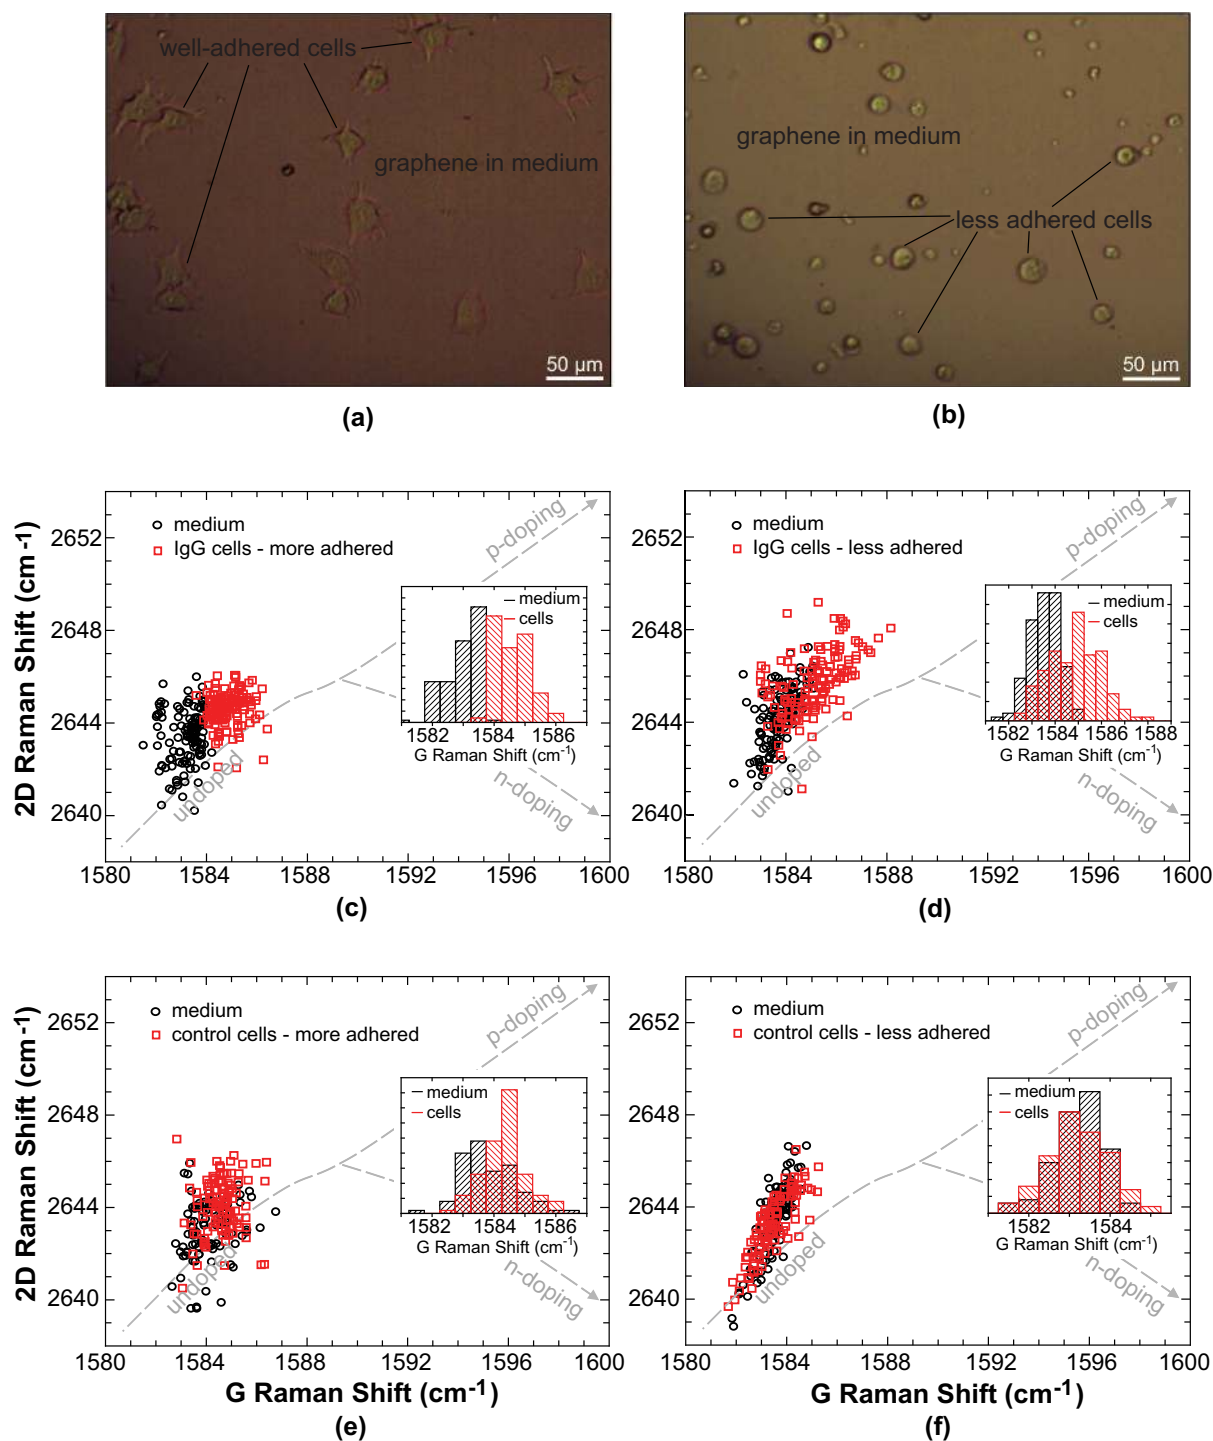 well-adhered cells
graphene in medium
50 µm
(a)
graphene in medium
less adhered cells
50 µm
(b)
2D Raman Shift (cm-1)
2652
2648
2644
2640
medium
IgG cells - more adhered
p-doping
n-doping
undoped
medium
cells
1582 1584 1586
G Raman Shift (cm-1)
1580 1584 1588 1592 1596 1600
(c)
2652
2648
2644
2640
medium
IgG cells - less adhered
p-doping
n-doping
undoped
medium
cells
1582 1584 1586 1588
G Raman Shift (cm-1)
1580 1584 1588 1592 1596 1600
(d)
2D Raman Shift (cm-1)
2652
2648
2644
2640
medium
control cells - more adhered
p-doping
n-doping
undoped
medium
cells
1582 1584 1586
G Raman Shift (cm-1)
1580 1584 1588 1592 1596 1600
G Raman Shift (cm-1)
(e)
2652
2648
2644
2640
medium
control cells - less adhered
p-doping
n-doping
undoped
medium
cells
1582 1584
G Raman Shift (cm-1)
1580 1584 1588 1592 1596 1600
G Raman Shift (cm-1)
(f)